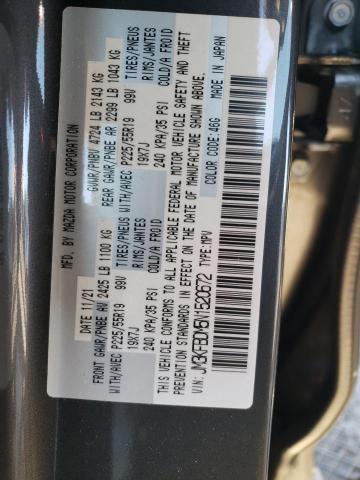 MFD. BY MAZDA MOTOR CORPORATION
DATE: 11/21 GVWR/PNBV 4724 LB 2143 KG
FRONT GAWR/PNBE AV 2425 LB 1100 KG REAR GAWR/PNBE AR 2299 LB 1043 KG
WITH/AVEC P225/55R19 99V TIRES/PNEUS WITH/AVEC P225/55R19 99V TIRES/PNEUS
19X7J RIMS/JANTES 19X7J RIMS/JANTES
240 KPA/35 PSI COLD/A FROID 240 KPA/35 PSI COLD/A FROID
THIS VEHICLE CONFORMS TO ALL APPLICABLE FEDERAL MOTOR VEHICLE SAFETY AND THEFT
PREVENTION STANDARDS IN EFFECT ON THE DATE OF MANUFACTURE SHOWN ABOVE.
VIN: TYPE: MPV COLOR CODE: 46G MADE IN JAPAN